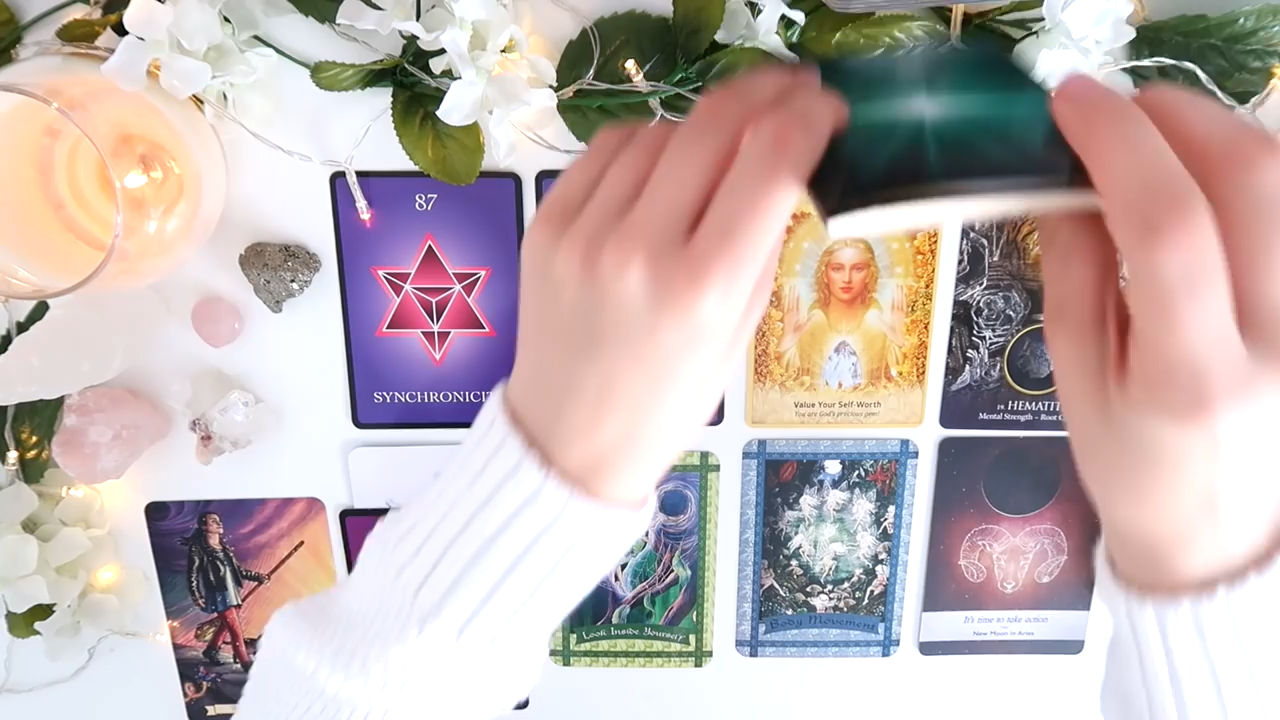 87
SYNCHRONICI
Value Your Self-Worth
You are God's precious gem!
19. HEMATIT
Mental Strength ~ Root C
Look Inside Yourself
Body Movement
It's time to take action
New Moon in Aries